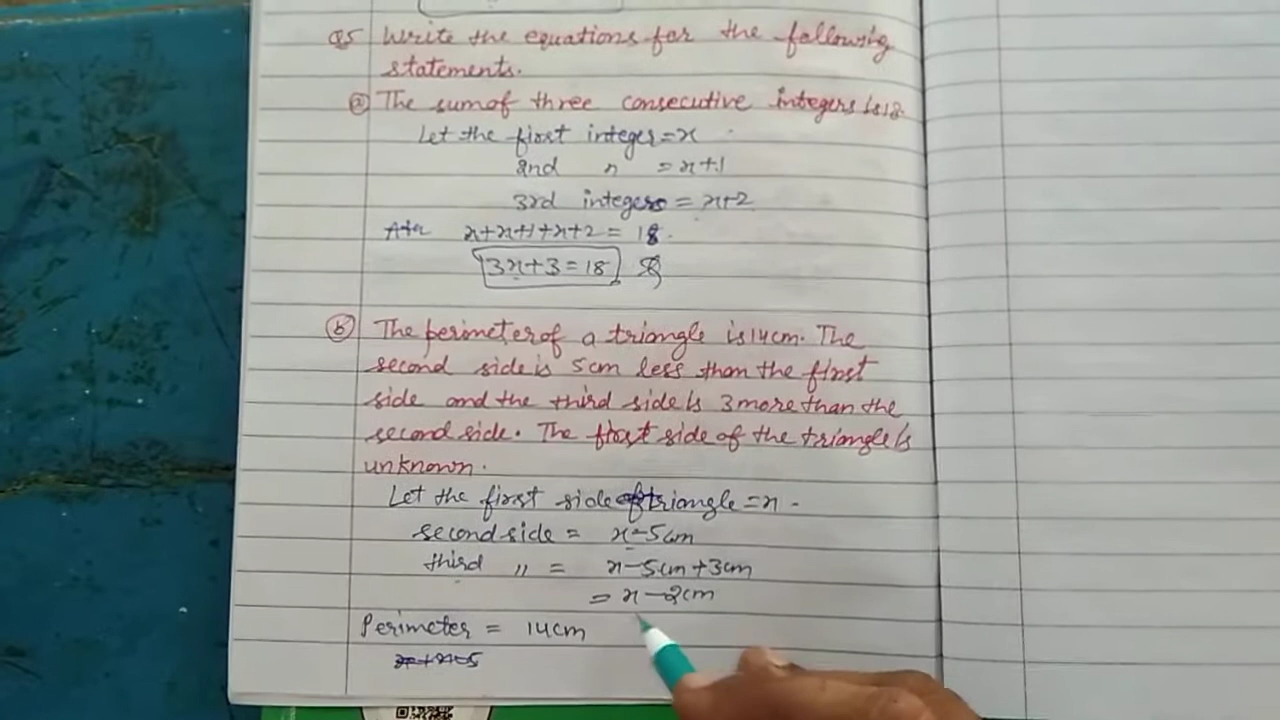 Q5 Write the equations for the following
statements.
(a) The sum of three consecutive integers is 18.
Let the first integer = x
2nd " = x+1
3rd integers = x+2
x+x+1+x+2 = 18.
3x+3=18
(b) The perimeter of a triangle is 14cm. The
second side is 5cm less than the first
side and the third side is 3 more than the
second side. The first side of the triangle is
unknown.
Let the first side of triangle = x.
second side = x-5cm
third " = x-5cm+3cm
= x-2cm
Perimeter = 14cm
x+x-5